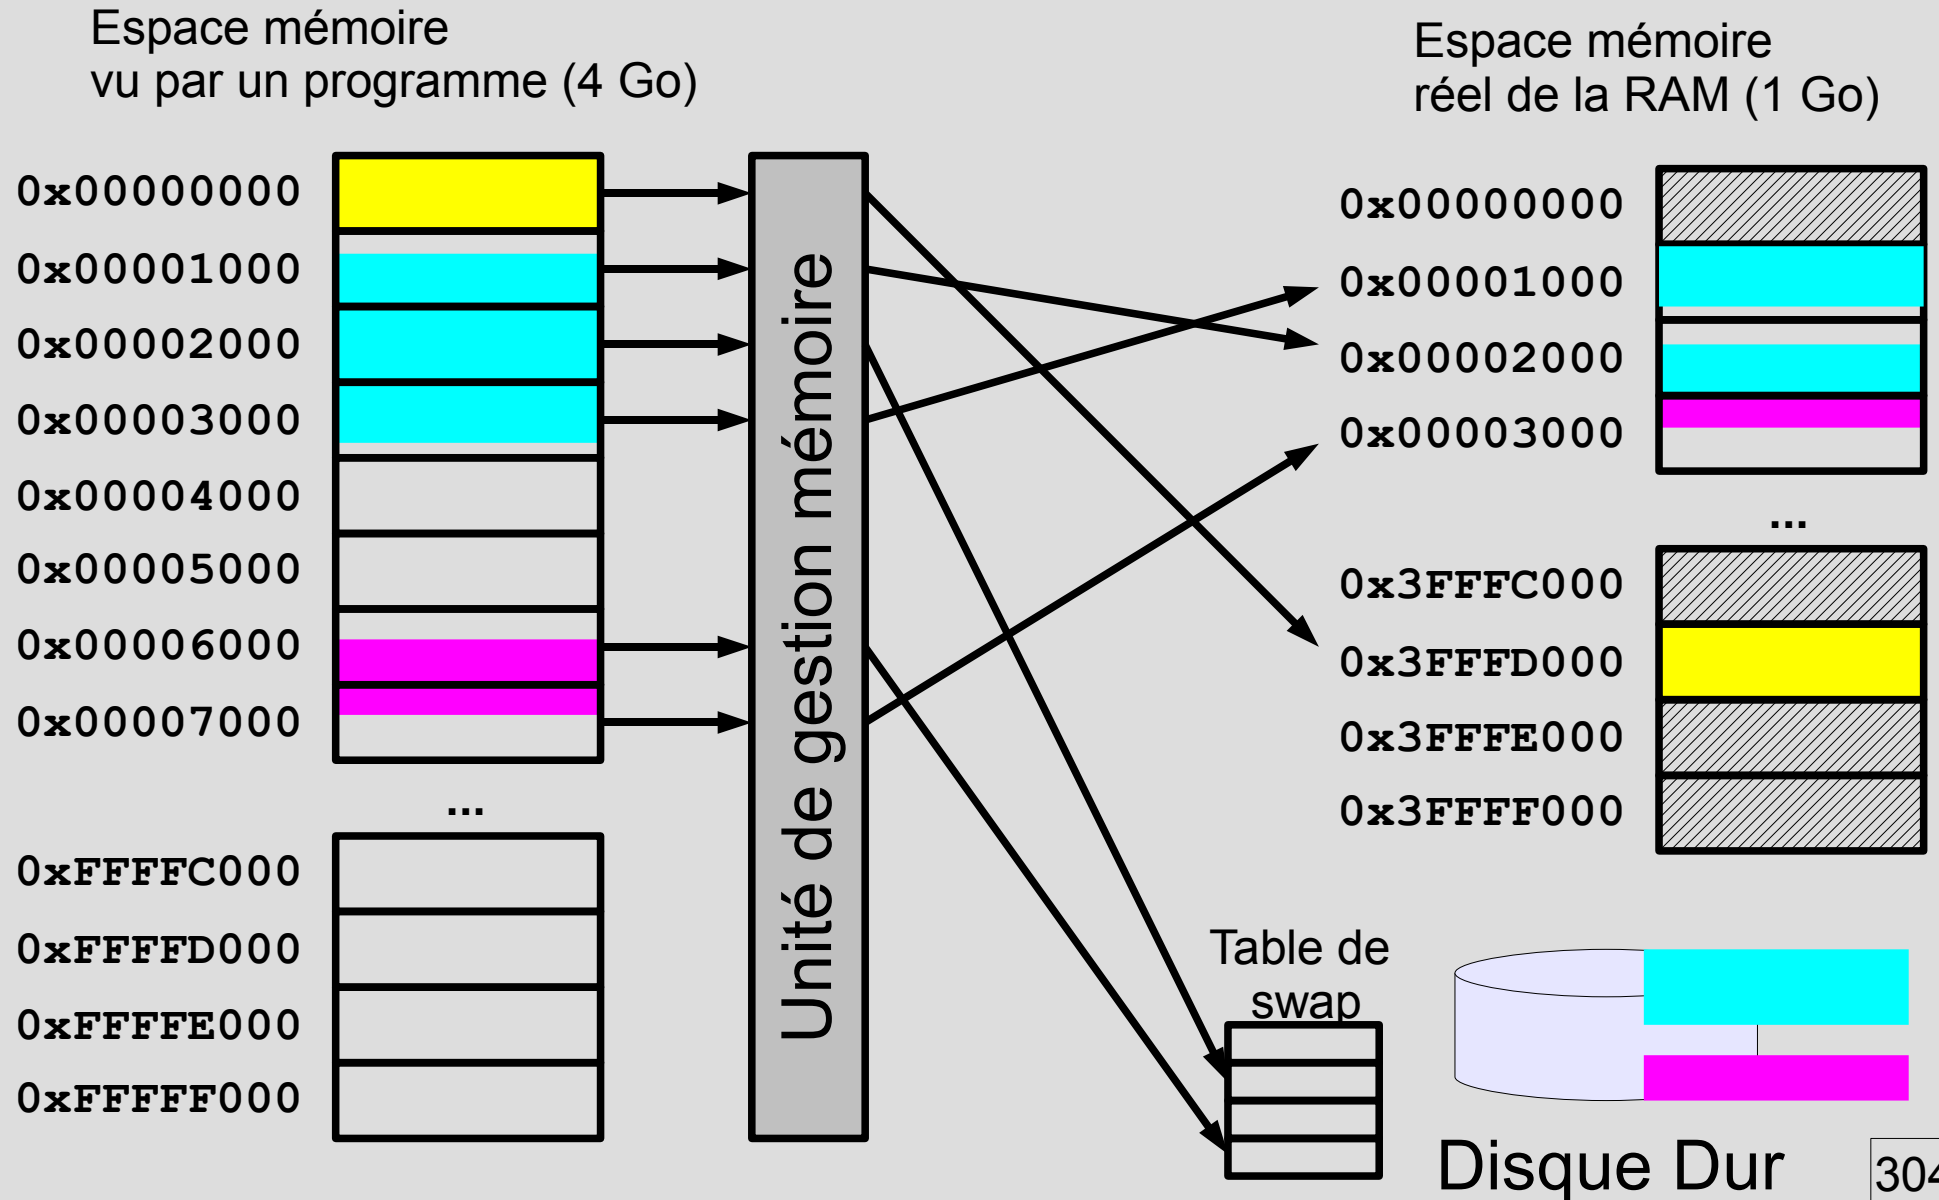 Espace mémoire
vu par un programme (4 Go)
0x00000000
0x00001000
0x00002000
0x00003000
0x00004000
0x00005000
0x00006000
0x00007000
...
0xFFFFC000
0xFFFFD000
0xFFFFE000
0xFFFFF000
Unité de gestion mémoire
Espace mémoire
réel de la RAM (1 Go)
0x00000000
0x00001000
0x00002000
0x00003000
...
0x3FFFC000
0x3FFFD000
0x3FFFE000
0x3FFFF000
Table de
swap
Disque Dur
304